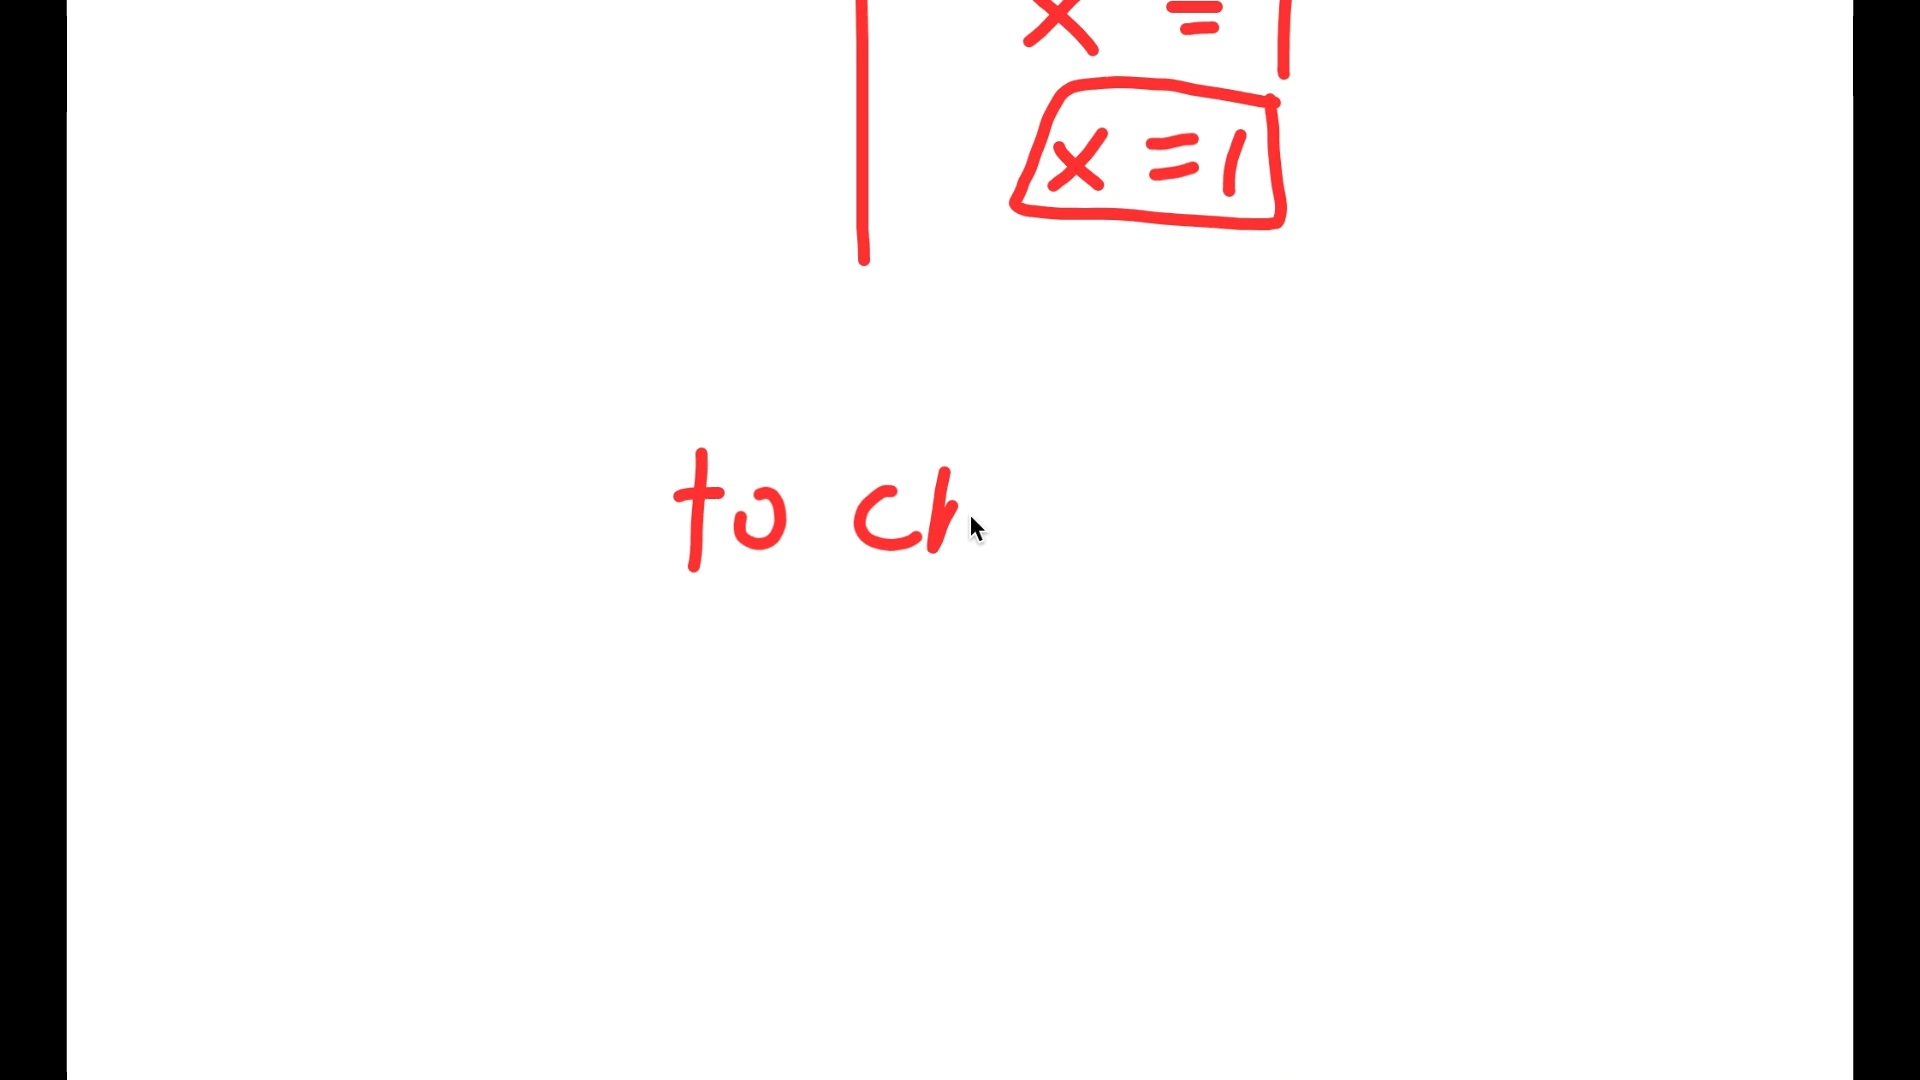 x = 1
x = 1
to ch